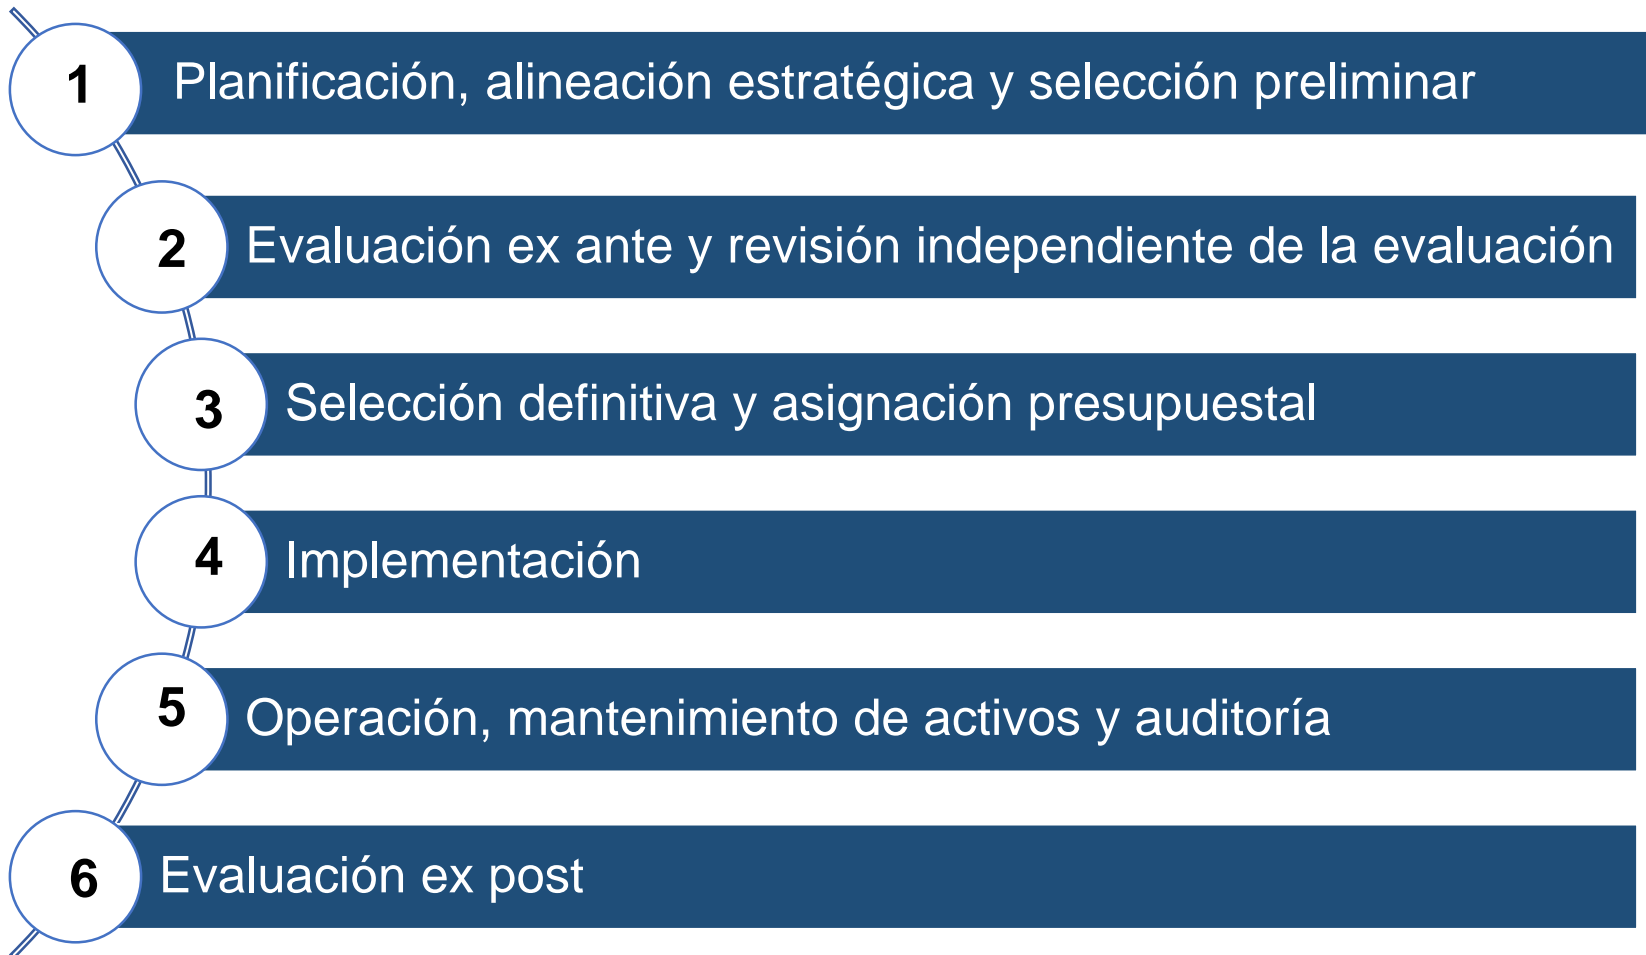 1 Planificación, alineación estratégica y selección preliminar
2 Evaluación ex ante y revisión independiente de la evaluación
3 Selección definitiva y asignación presupuestal
4 Implementación
5 Operación, mantenimiento de activos y auditoría
6 Evaluación ex post